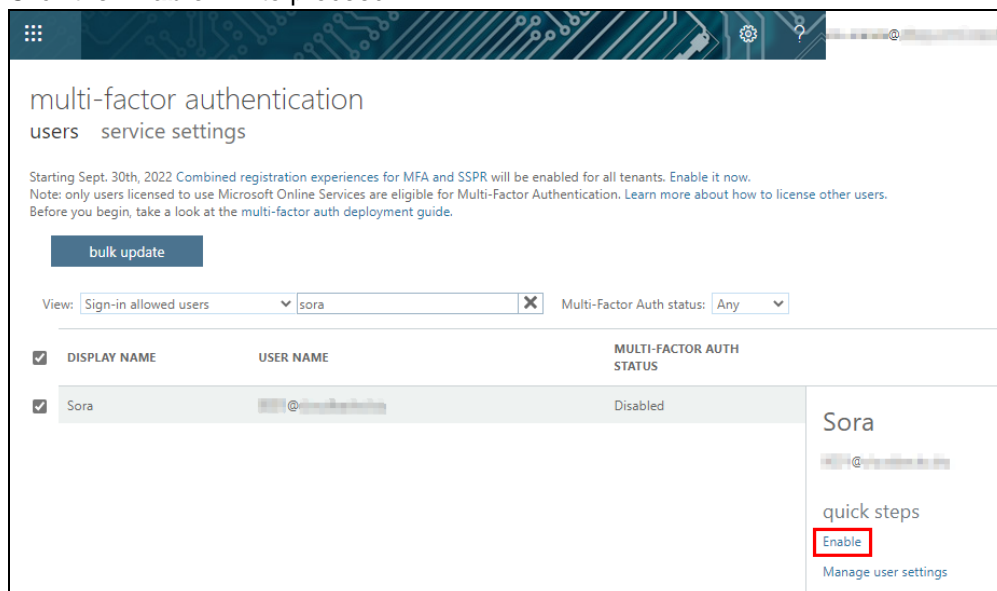 ?
@
multi-factor authentication
users service settings
Starting Sept. 30th, 2022 Combined registration experiences for MFA and SSPR will be enabled for all tenants. Enable it now.
Note: only users licensed to use Microsoft Online Services are eligible for Multi-Factor Authentication. Learn more about how to license other users.
Before you begin, take a look at the multi-factor auth deployment guide.
bulk update
View: Sign-in allowed users sora Multi-Factor Auth status: Any
DISPLAY NAME USER NAME MULTI-FACTOR AUTH
STATUS
Sora @ Disabled
Sora
@
quick steps
Enable
Manage user settings